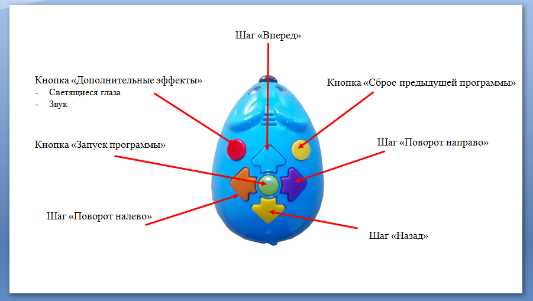 Шаг «Вперед»
Кнопка «Дополнительные эффекты»
- Светящиеся глаза
- Звук
Кнопка «Сброс предыдущей программы»
Кнопка «Запуск программы»
Шаг «Поворот направо»
Шаг «Поворот налево»
Шаг «Назад»